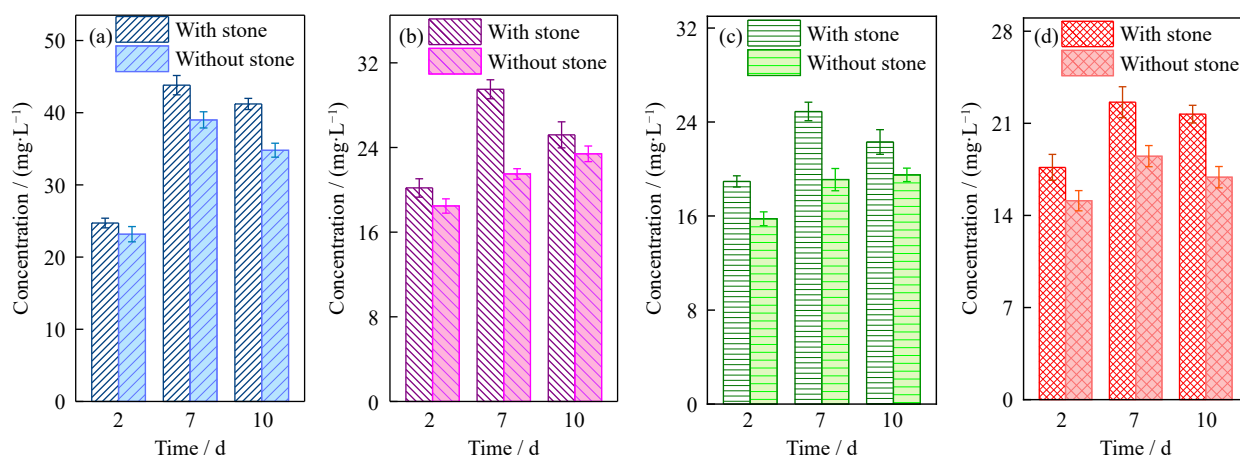 (a)
With stone
Without stone
50
40
30
20
10
0
Concentration / (mg·L⁻¹)
2 7 10
Time / d
(b)
With stone
Without stone
32
24
16
8
0
Concentration / (mg·L⁻¹)
2 7 10
Time / d
(c)
With stone
Without stone
32
24
16
8
0
Concentration / (mg·L⁻¹)
2 7 10
Time / d
(d)
With stone
Without stone
28
21
14
7
0
Concentration / (mg·L⁻¹)
2 7 10
Time / d